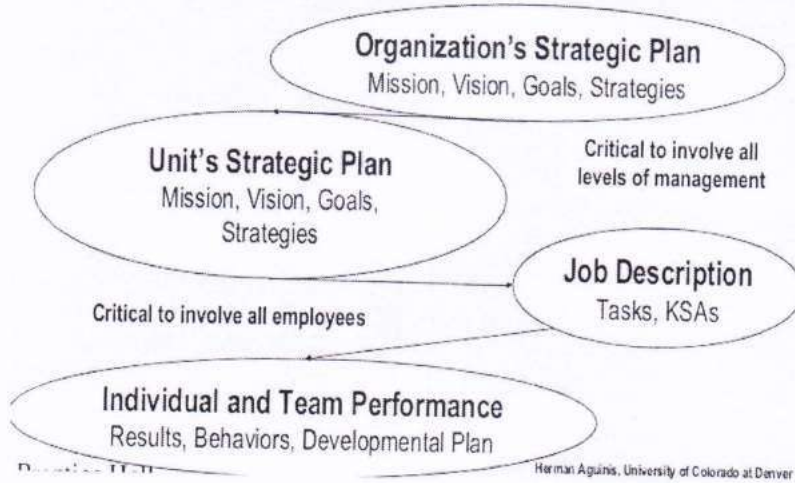 Organization's Strategic Plan
Mission, Vision, Goals, Strategies
Critical to involve all
levels of management
Unit's Strategic Plan
Mission, Vision, Goals,
Strategies
Job Description
Tasks, KSAs
Critical to involve all employees
Individual and Team Performance
Results, Behaviors, Developmental Plan
Herman Aguinis, University of Colorado at Denver